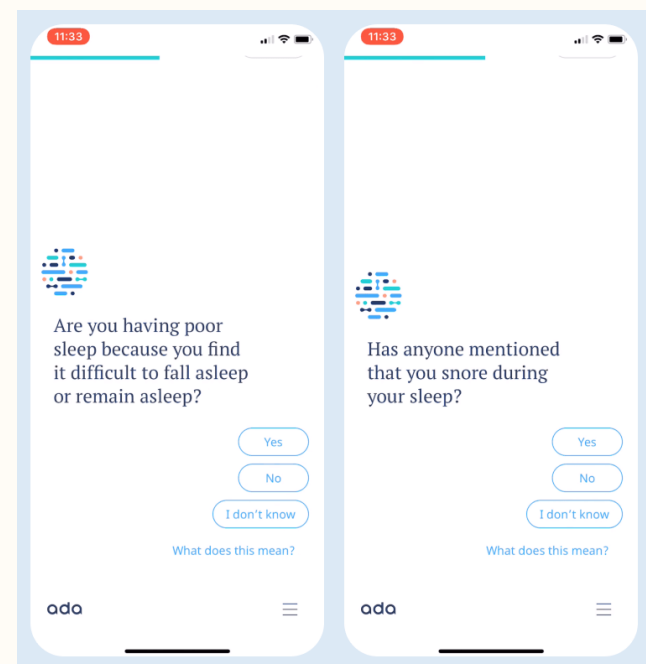 11:33
Are you having poor
sleep because you find
it difficult to fall asleep
or remain asleep?
Yes
No
I don't know
What does this mean?
ada
11:33
Has anyone mentioned
that you snore during
your sleep?
Yes
No
I don't know
What does this mean?
ada